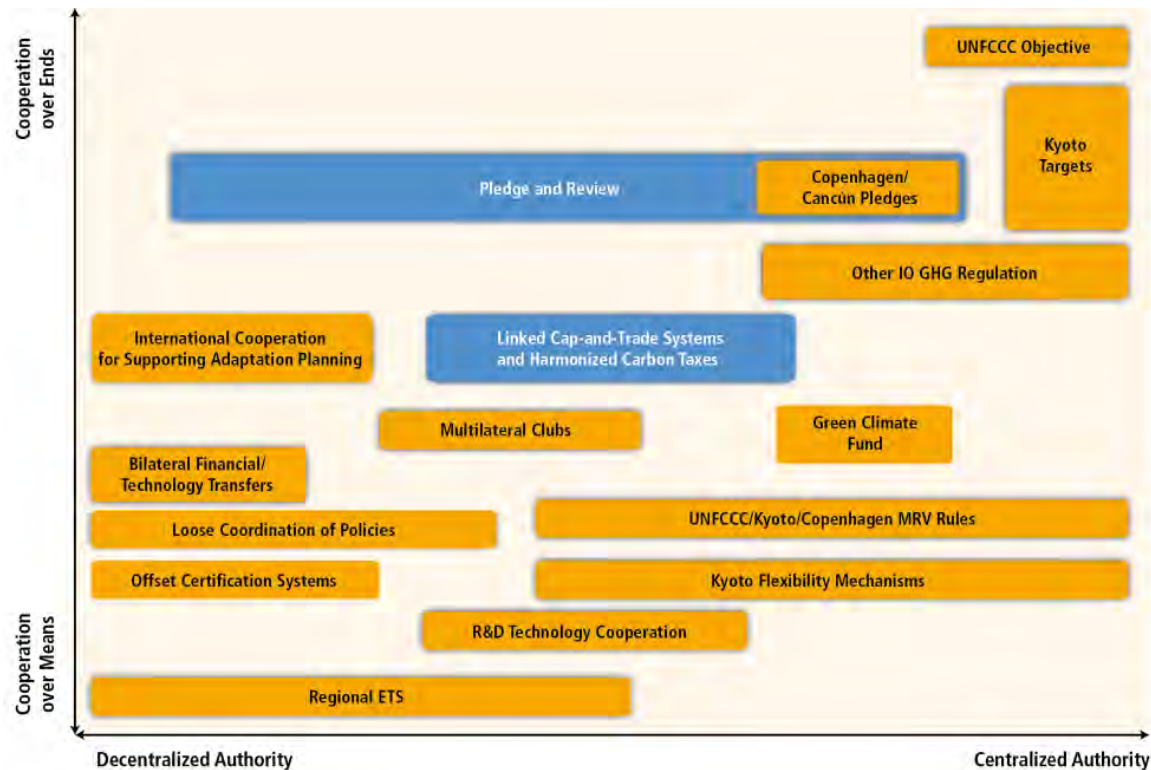 Cooperation
over Ends
UNFCCC Objective
Kyoto
Targets
Pledge and Review
Copenhagen/
Cancún Pledges
Other IO GHG Regulation
International Cooperation
for Supporting Adaptation Planning
Linked Cap-and-Trade Systems
and Harmonized Carbon Taxes
Multilateral Clubs
Green Climate
Fund
Bilateral Financial/
Technology Transfers
Loose Coordination of Policies
UNFCCC/Kyoto/Copenhagen MRV Rules
Offset Certification Systems
Kyoto Flexibility Mechanisms
R&D Technology Cooperation
Cooperation
over Means
Regional ETS
Decentralized Authority
Centralized Authority